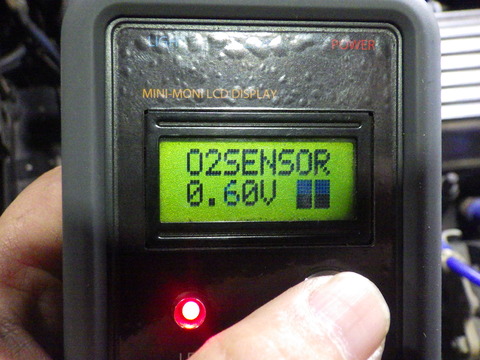 POWER
MINI-MONI LCD DISPLAY
O2SENSOR
0.60V